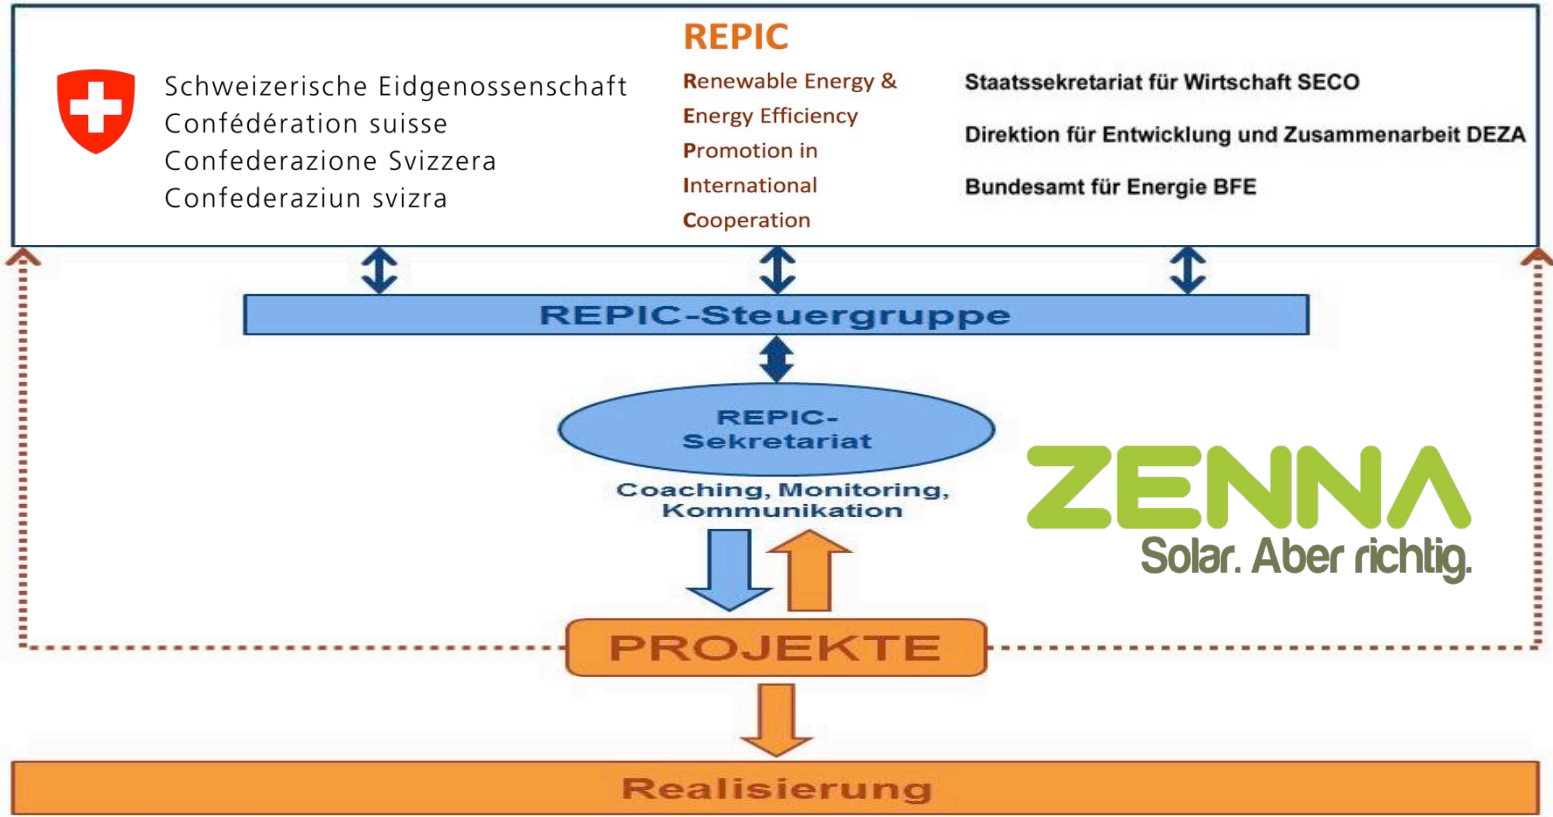 Schweizerische Eidgenossenschaft
Confédération suisse
Confederazione Svizzera
Confederaziun svizra
REPIC
Renewable Energy &
Energy Efficiency
Promotion in
International
Cooperation
Staatssekretariat für Wirtschaft SECO
Direktion für Entwicklung und Zusammenarbeit DEZA
Bundesamt für Energie BFE
REPIC-Steuergruppe
REPIC-
Sekretariat
Coaching, Monitoring,
Kommunikation
ZENNA
Solar. Aber richtig.
PROJEKTE
Realisierung